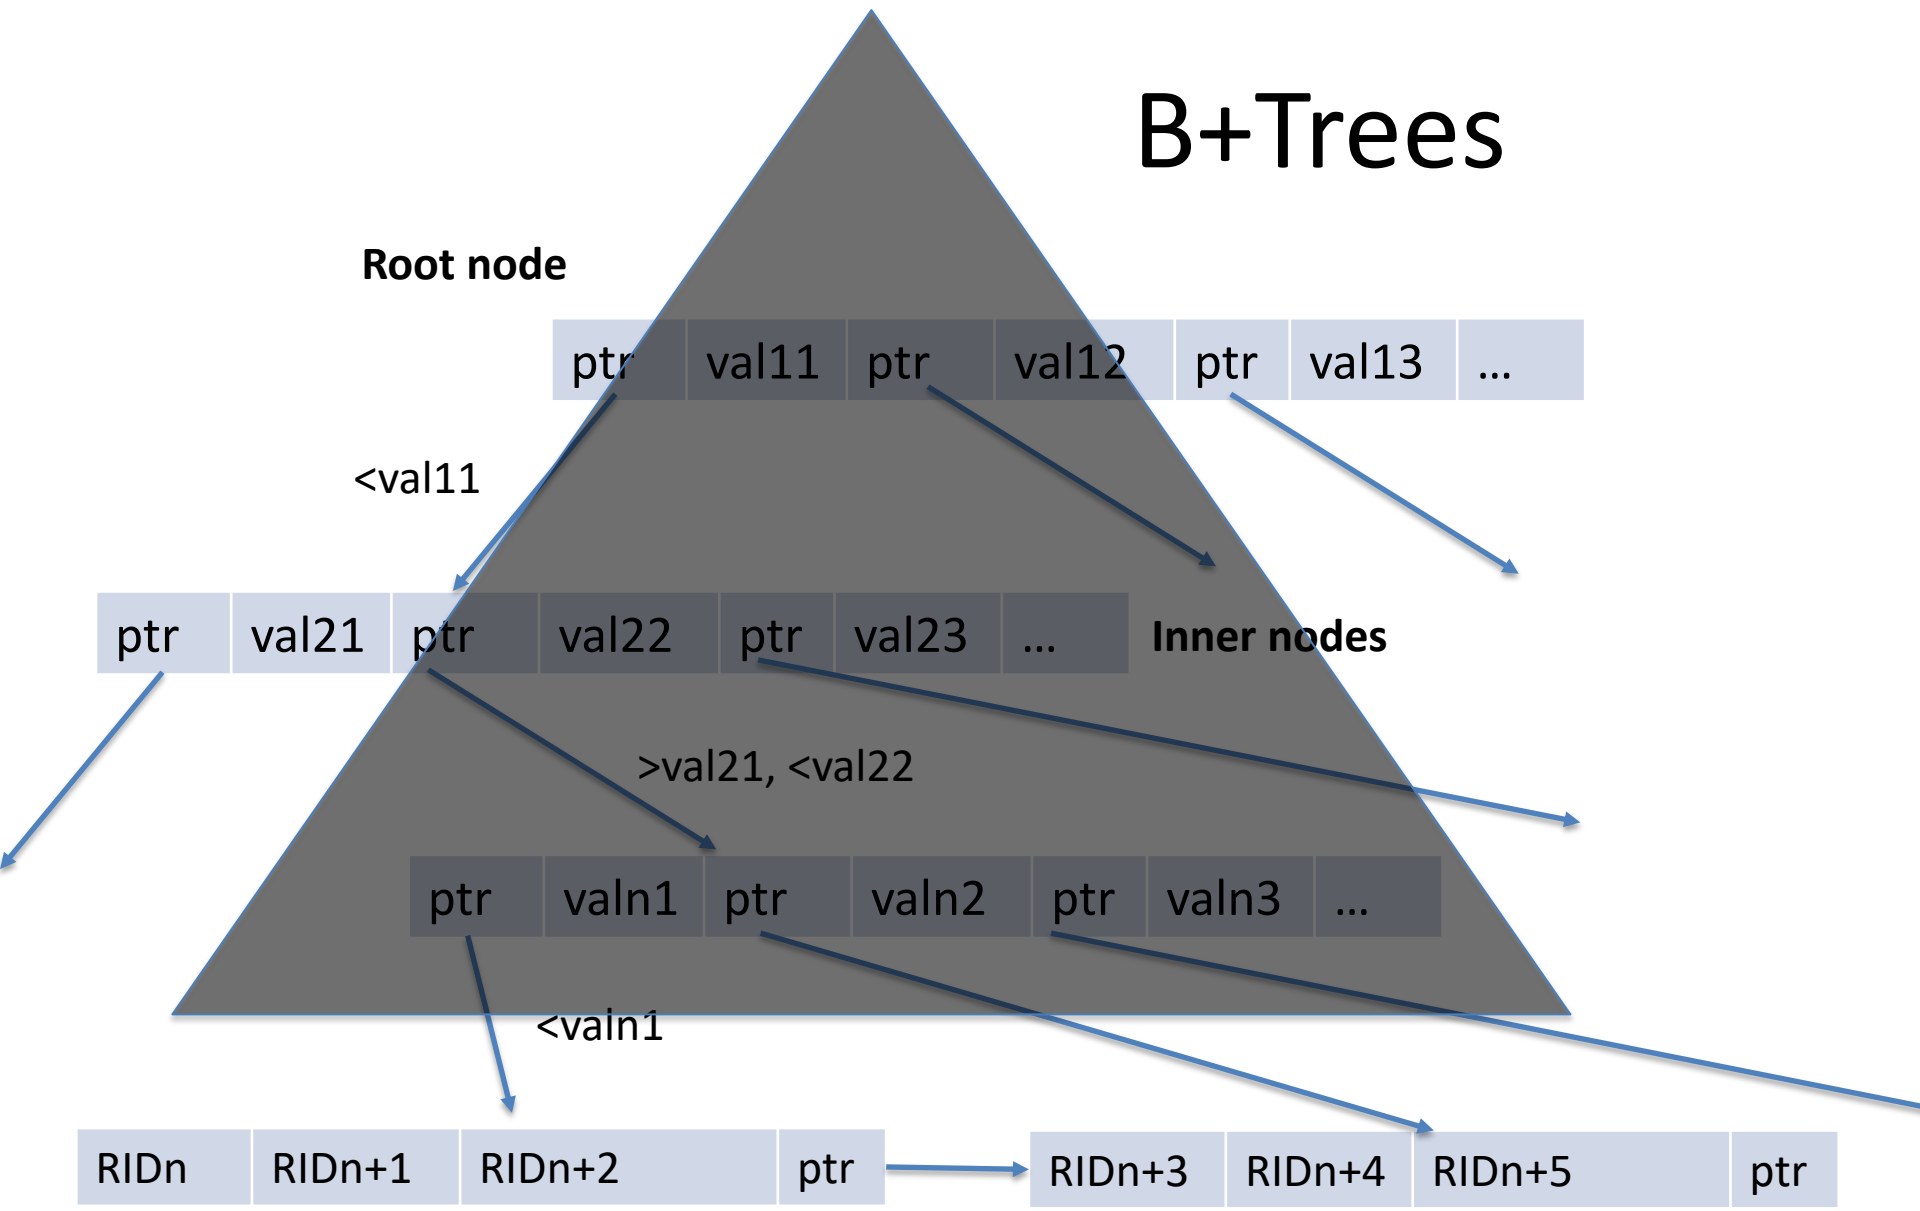 B+Trees
Root node
ptr val11 ptr val12 ptr val13 ...
<val11
ptr val21 ptr val22 ptr val23 ... Inner nodes
>val21, <val22
ptr valn1 ptr valn2 ptr valn3 ...
<valn1
RIDn RIDn+1 RIDn+2 ptr RIDn+3 RIDn+4 RIDn+5 ptr